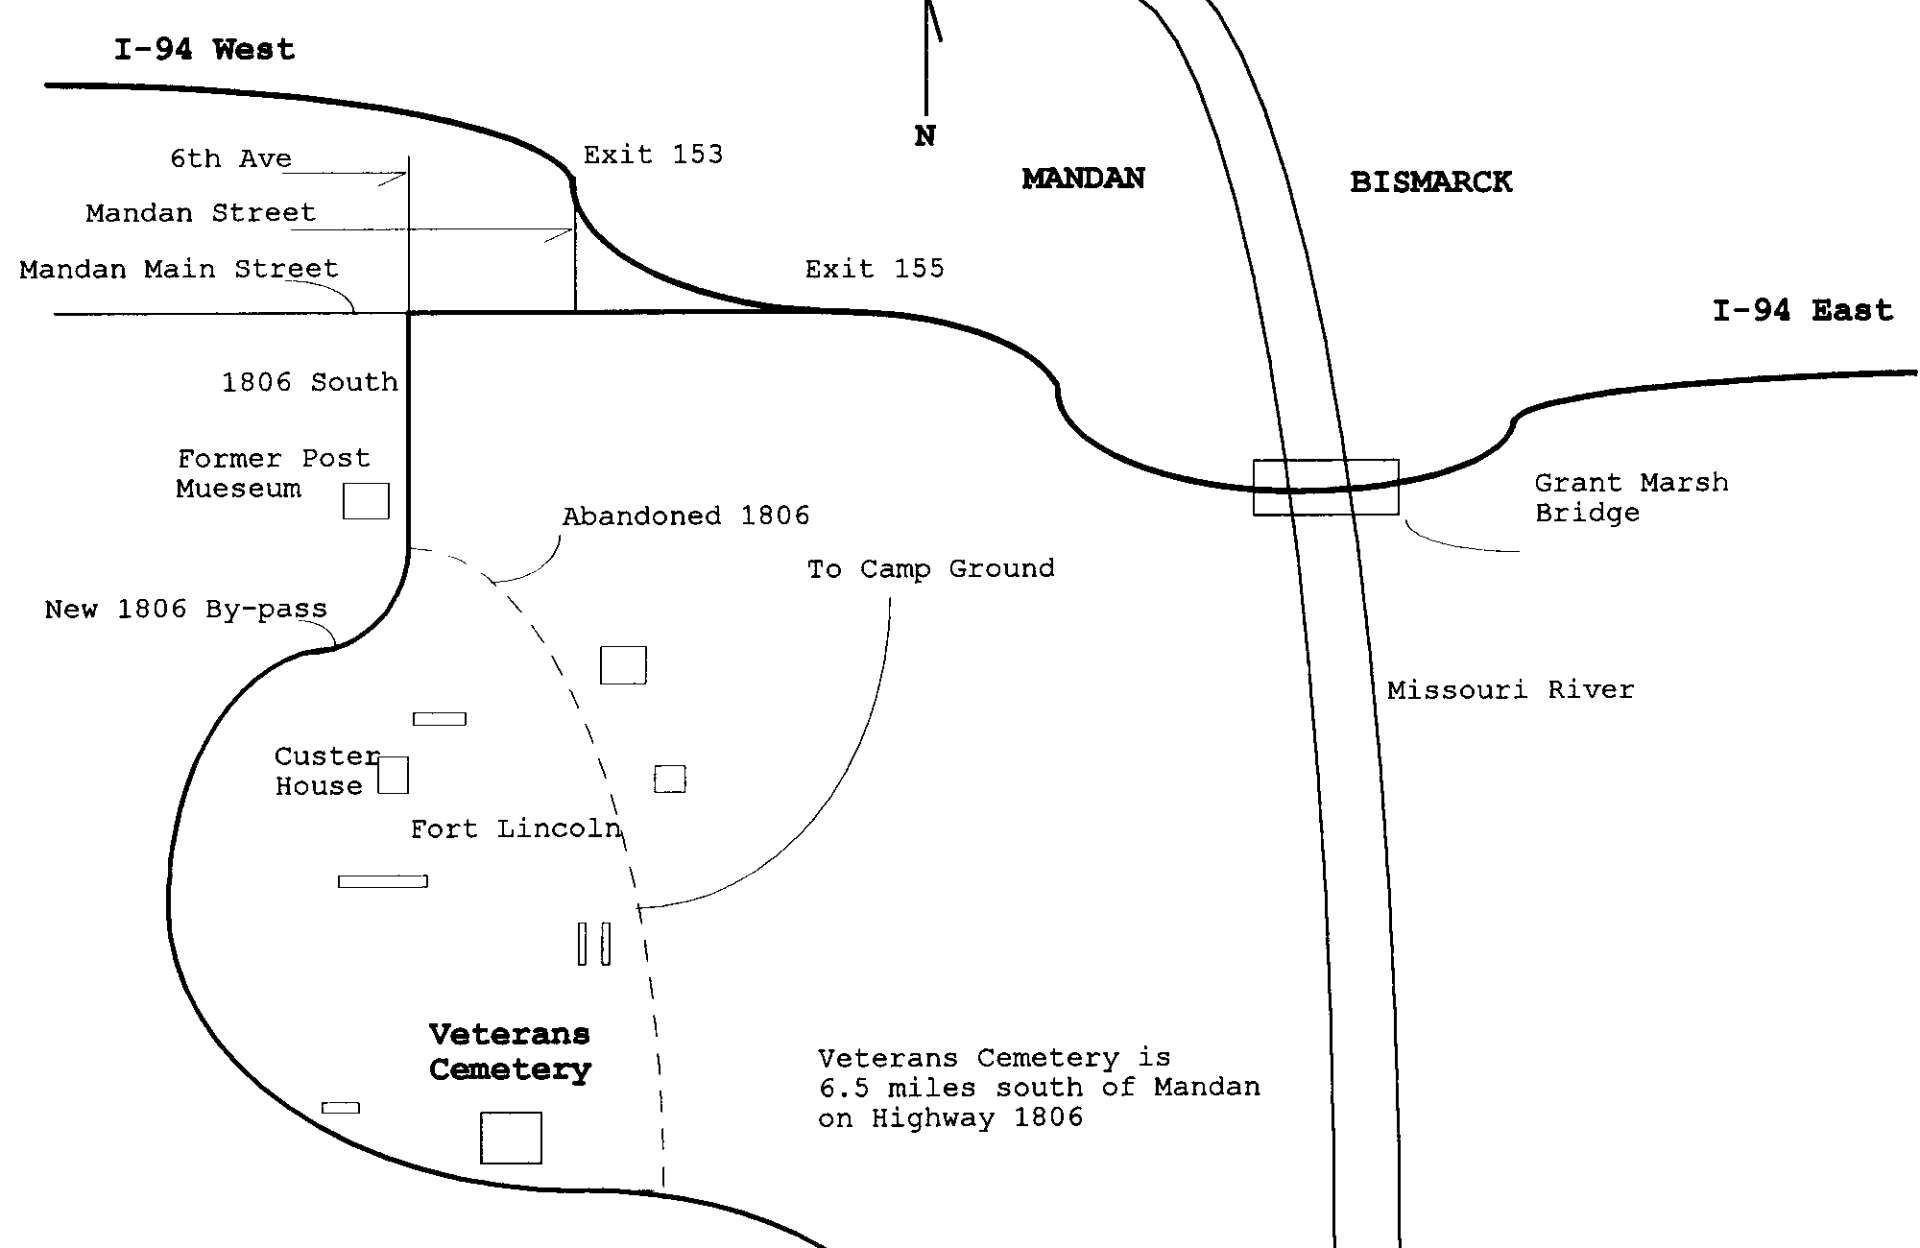 I-94 West
N
6th Ave
Exit 153
MANDAN
BISMARCK
Mandan Street
Mandan Main Street
Exit 155
I-94 East
1806 South
Former Post
Mueseum
Grant Marsh
Bridge
Abandoned 1806
To Camp Ground
New 1806 By-pass
Missouri River
Custer
House
Fort Lincoln
Veterans
Cemetery
Veterans Cemetery is
6.5 miles south of Mandan
on Highway 1806